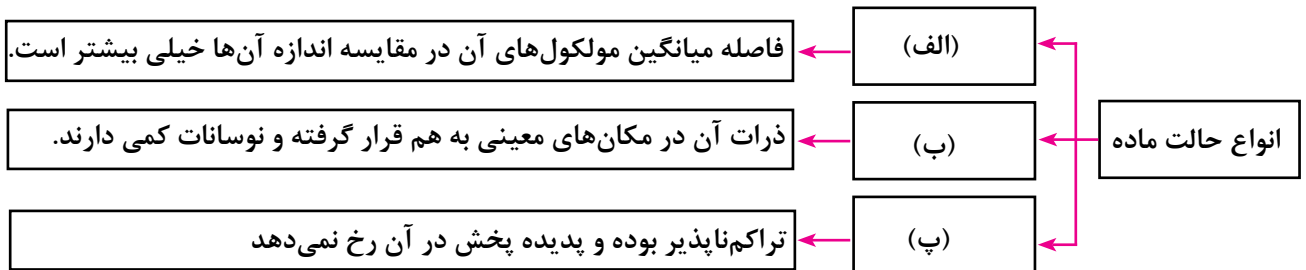 انواع حالت ماده
(الف)
فاصله میانگین مولکول‌های آن در مقایسه اندازه آن‌ها خیلی بیشتر است.
(ب)
ذرات آن در مکان‌های معینی به هم قرار گرفته و نوسانات کمی دارند.
(پ)
تراکم‌ناپذیر بوده و پدیده پخش در آن رخ نمی‌دهد